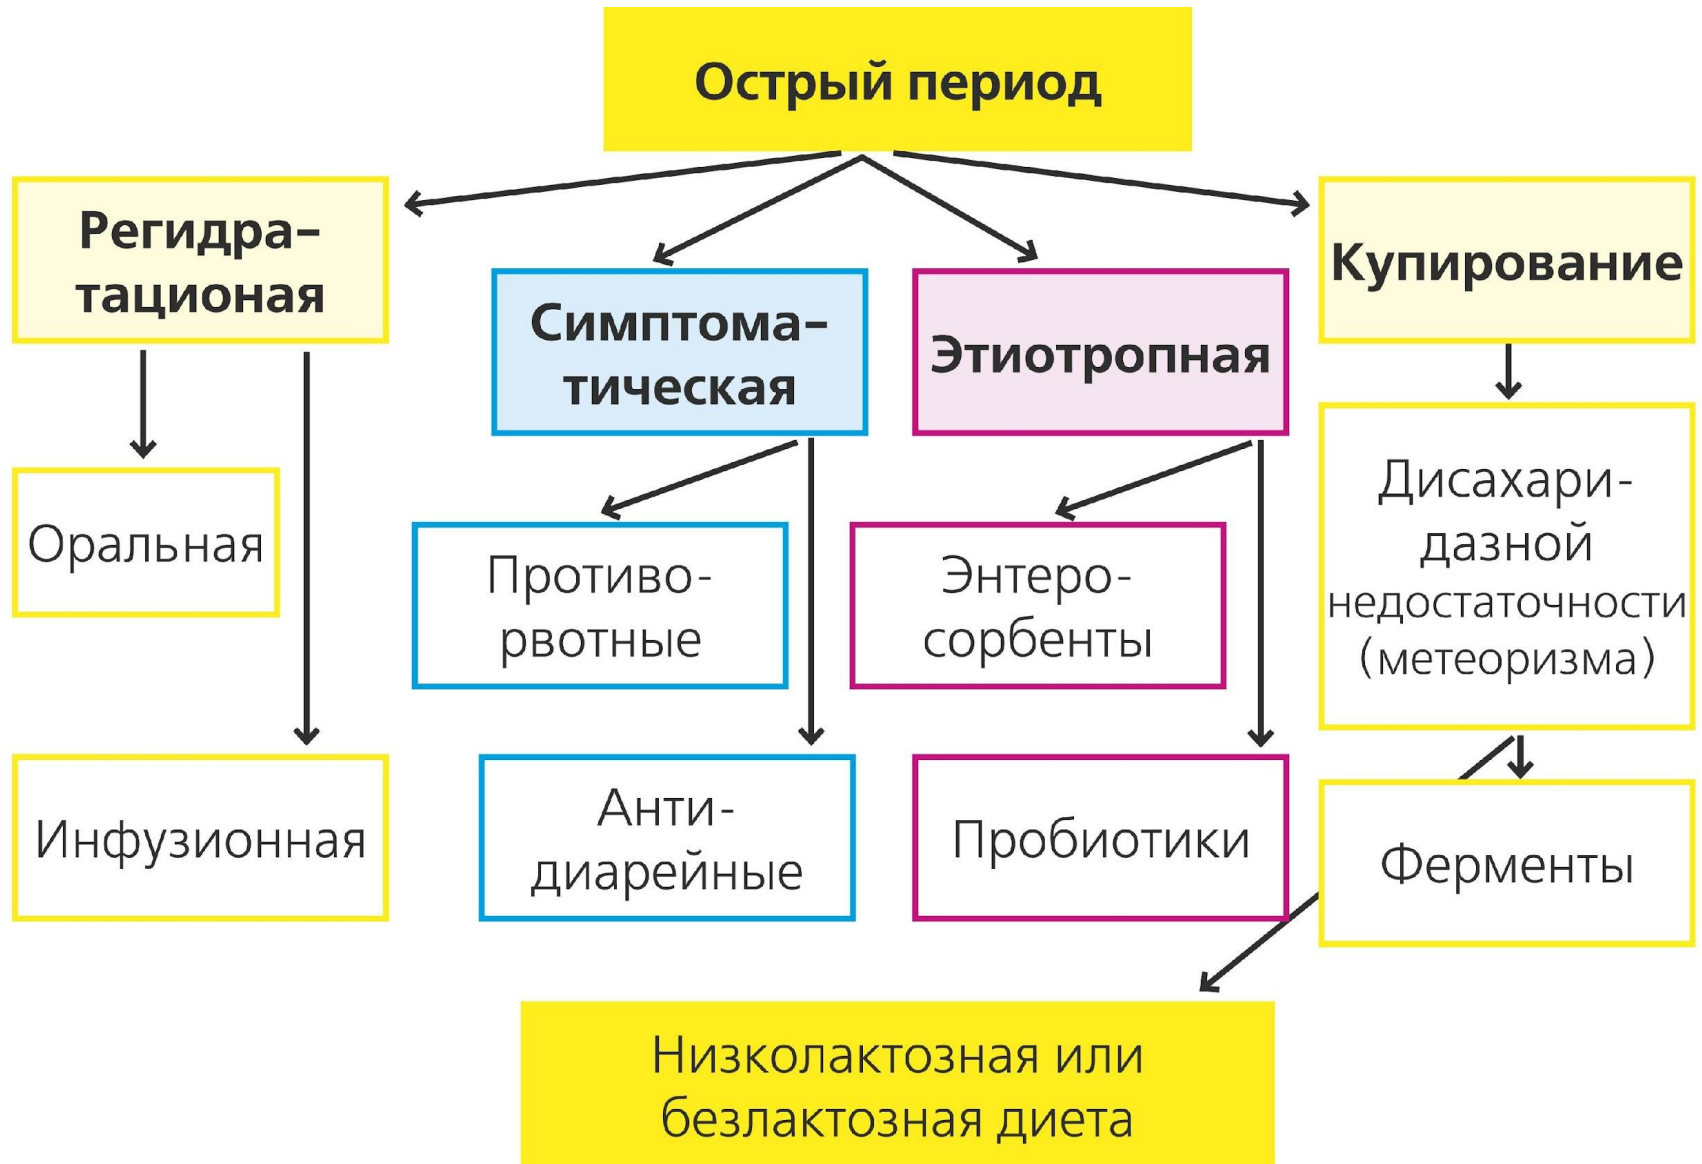 Острый период
Регидра-
тационая
Симптома-
тическая
Этиотропная
Купирование
Оральная
Инфузионная
Противо-
рвотные
Анти-
диарейные
Энтеро-
сорбенты
Пробиотики
Дисахари-
дазной
недостаточности
(метеоризма)
Ферменты
Низколактозная или
безлактозная диета